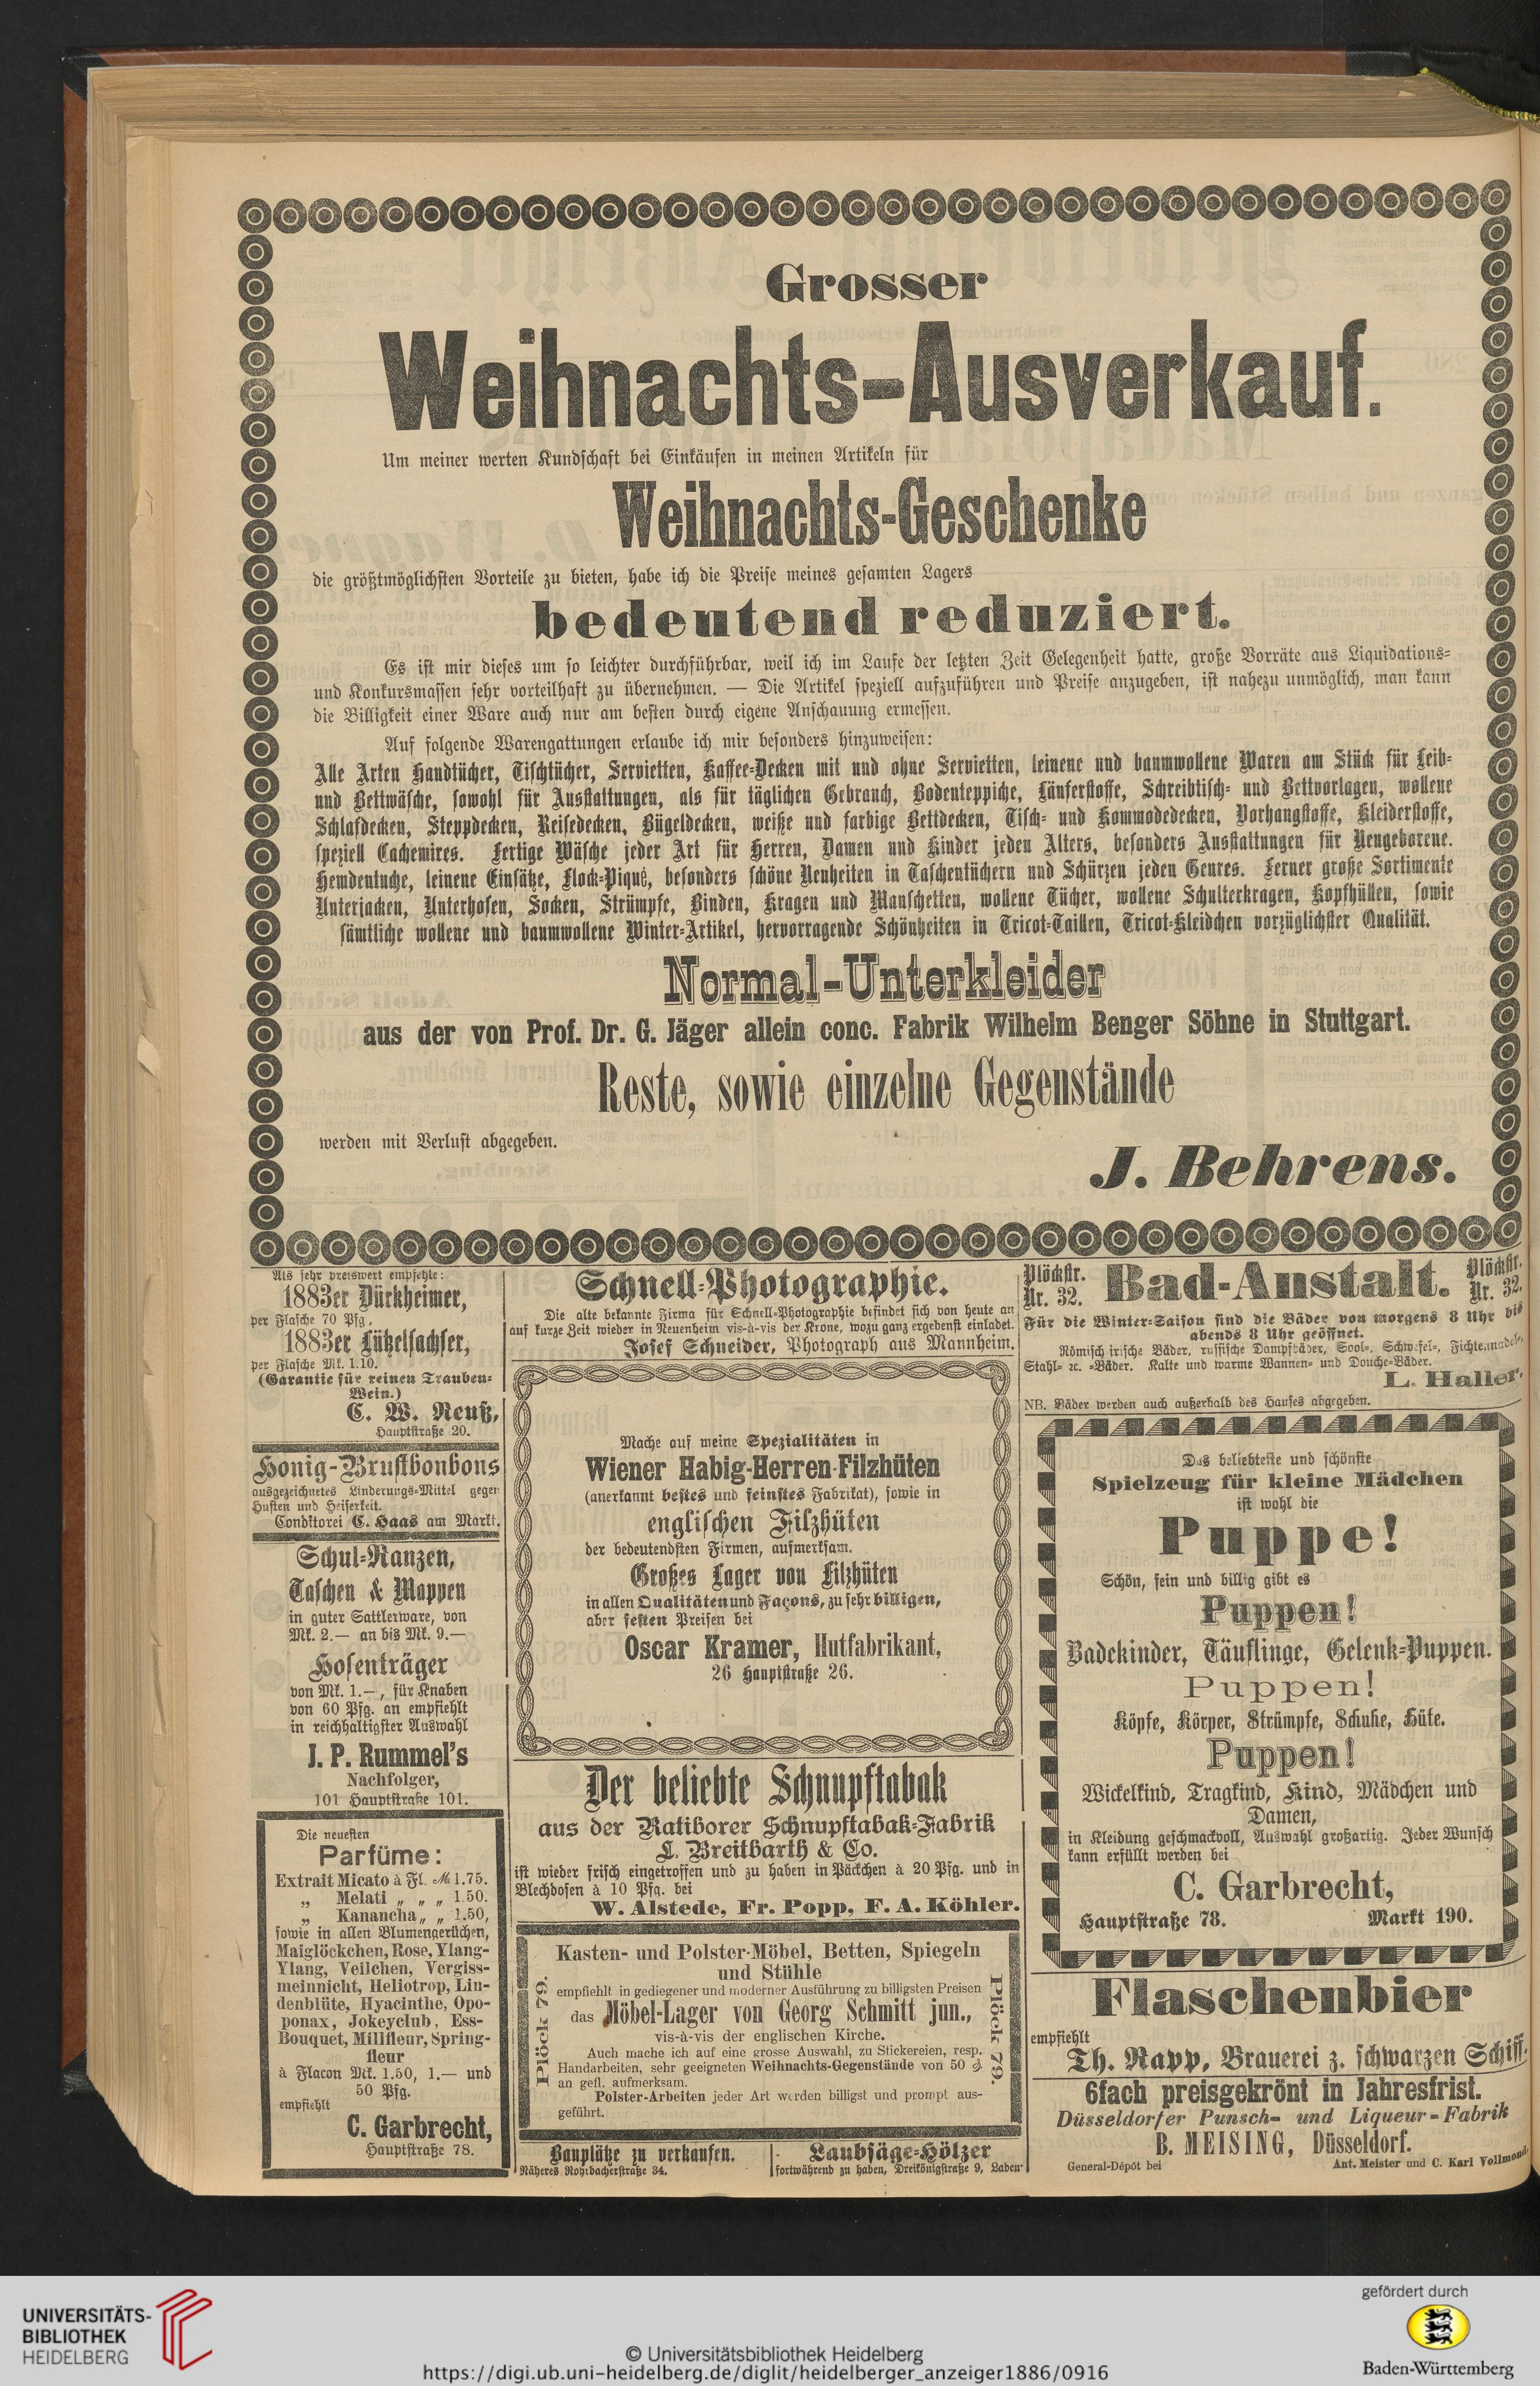 Grosser
Weihnachts-Ausverkauf.
Um meiner werten Kundschaft bei Einkäufen in meinen Artikeln für
Weihnachts-Geschenke
die größtmöglichsten Vorteile zu bieten, habe ich die Preise meines gesamten Lagers
bedeutend reduziert.
Es ist mir dieses um so leichter durchführbar, weil ich im Laufe der letzten Zeit Gelegenheit hatte, große Vorräte aus Liquidations-
und Konkursmassen sehr vorteilhaft zu übernehmen. — Die Artikel speziell aufzuführen und Preise anzugeben, ist nahezu unmöglich, man kann
die Billigkeit einer Ware auch nur am besten durch eigene Anschauung ermessen.
Auf folgende Warengattungen erlaube ich mir besonders hinzuweisen:
Alle Arten Handtücher, Tischtücher, Servietten, Kaffee-Decken mit und ohne Servietten, leinene und baumwollene Waren am Stück für Leib-
und Bettwäsche, sowohl für Ausstattungen, als für täglichen Gebrauch, Bodenteppiche, Läuferstoffe, Schreibtisch- und Bettvorlagen, wollene
Schlafdecken, Steppdecken, Reisedecken, Bügeldecken, weiße und farbige Bettdecken, Tisch- und Kommodedecken, Vorhangstoffe, Kleiderstoffe,
speziell Cachemires. Fertige Wäsche jeder Art für Herren, Damen und Kinder jeden Alters, besonders Ausstattungen für Neugeborene.
Hemdentuche, leinene Einsätze, Flock-Piqué, besonders schöne Neuheiten in Taschentüchern und Schürzen jeden Genres. Ferner große Sortimente
Unterjacken, Unterhosen, Socken, Strümpfe, Binden, Kragen und Manschetten, wollene Tücher, wollene Schulterkragen, Kopfhüllen, sowie
sämtliche wollene und baumwollene Winter-Artikel, hervorragende Schönheiten in Tricot-Taillen, Tricot-Kleidchen vorzüglichster Qualität.
Normal-Unterkleider
aus der von Prof. Dr. G. Jäger allein conc. Fabrik Wilhelm Benger Söhne in Stuttgart.
Reste, sowie einzelne Gegenstände
werden mit Verlust abgegeben.
J. Behrens.
Als sehr preiswert empfehle:
1883er Dürkheimer,
per Flasche 70 Pfg,
1883er Lützelsachser,
per Flasche Mk. 1.10.
(Garantie für reinen Trauben-
Wein.)
C. W. Reuß,
Hauptstraße 20.
Honig-Brustbonbons
ausgezeichnetes Linderungs-Mittel gegen
Husten und Heiserkeit.
Conditorei C. Haas am Markt.
Schul-Ranzen,
Taschen & Mappen
in guter Sattlerware, von
Mk. 2.— an bis Mk. 9.—
Hosenträger
von Mk. 1.—, für Knaben
von 60 Pfg. an empfiehlt
in reichhaltigster Auswahl
J. P. Rummel's
Nachfolger,
101 Hauptstraße 101.
Die neuesten
Parfüme:
Extrait Micato à Fl. M 1.75.
„ Melati „ „ „ 1.50.
„ Kanancha „ „ 1.50,
sowie in allen Blumengerüchen,
Maiglöckchen, Rose, Ylang-
Ylang, Veilchen, Vergiss-
meinnicht, Heliotrop, Lin-
denblüte, Hyacinthe, Opo-
ponax, Jokeyclub, Ess-
Bouquet, Millfleur, Spring-
fleur
à Flacon Mk. 1.50, 1.— und
50 Pfg.
empfiehlt
C. Garbrecht,
Hauptstraße 78.
Schnell-Photographie.
Die alte bekannte Firma für Schnell-Photographie befindet sich von heute an
auf kurze Zeit wieder in Neuenheim vis-à-vis der Krone, wozu ganz ergebenst einladet.
Josef Schneider, Photograph aus Mannheim.
Mache auf meine Spezialitäten in
Wiener Habig-Herren-Filzhüten
(anerkannt bestes und feinstes Fabrikat), sowie in
englischen Filzhüten
der bedeutendsten Firmen, aufmerksam.
Großes Lager von Filzhüten
in allen Qualitäten und Façons, zu sehr billigen,
aber festen Preisen bei
Oscar Kramer, Hutfabrikant,
26 Hauptstraße 26.
Der beliebte Schnupftabak
aus der Ratiborer Schnupftabak-Fabrik
L. Breitbarth & Co.
ist wieder frisch eingetroffen und zu haben in Päckchen à 20 Pfg. und in
Blechdosen à 10 Pfg. bei
W. Alstede, Fr. Popp, F. A. Köhler.
Plöck 79.
Kasten- und Polster-Möbel, Betten, Spiegeln
und Stühle
empfiehlt in gediegener und moderner Ausführung zu billigsten Preisen
das Möbel-Lager von Georg Schmitt jun.,
vis-à-vis der englischen Kirche.
Auch mache ich auf eine grosse Auswahl, zu Stickereien, resp.
Handarbeiten, sehr geeigneten Weihnachts-Gegenstände von 50 ₰
an gefl. aufmerksam.
Polster-Arbeiten jeder Art werden billigst und prompt aus-
geführt.
Plöck 79.
Bauplätze zu verkaufen.
Näheres Rohrbacherstraße 34.
Laubsäge-Hölzer
fortwährend zu haben, Dreikönigstraße 9, Laden
Plöckstr.
Nr. 32.
Bad-Anstalt.
Plöckstr.
Nr. 32.
Für die Winter-Saison sind die Bäder von morgens 8 Uhr bis
abends 8 Uhr geöffnet.
Römisch irische Bäder, russische Dampfbäder, Sool-, Schwefel-, Fichtennadel-,
Stahl- ꝛc. -Bäder. Kalte und warme Wannen- und Douche-Bäder.
L. Haller.
NB. Bäder werden auch außerhalb des Hauses abgegeben.
Das beliebteste und schönste
Spielzeug für kleine Mädchen
ist wohl die
Puppe!
Schön, fein und billig gibt es
Puppen!
Badekinder, Täuflinge, Gelenk-Puppen.
Puppen!
Köpfe, Körper, Strümpfe, Schuhe, Hüte.
Puppen!
Wickelkind, Tragkind, Kind, Mädchen und
Damen,
in Kleidung geschmackvoll, Auswahl großartig. Jeder Wunsch
kann erfüllt werden bei
C. Garbrecht,
Hauptstraße 78. Markt 190.
Flaschenbier
empfiehlt
Th. Rapp, Brauerei z. schwarzen Schiff.
6fach preisgekrönt in Jahresfrist.
Düsseldorfer Punsch- und Liqueur-Fabrik
B. MEISING, Düsseldorf.
General-Dépôt bei Ant. Meister und C. Karl Vollmond
UNIVERSITÄTS-
BIBLIOTHEK
HEIDELBERG
© Universitätsbibliothek Heidelberg
https://digi.ub.uni-heidelberg.de/diglit/heidelberger_anzeiger1886/0916
gefördert durch
Baden-Württemberg